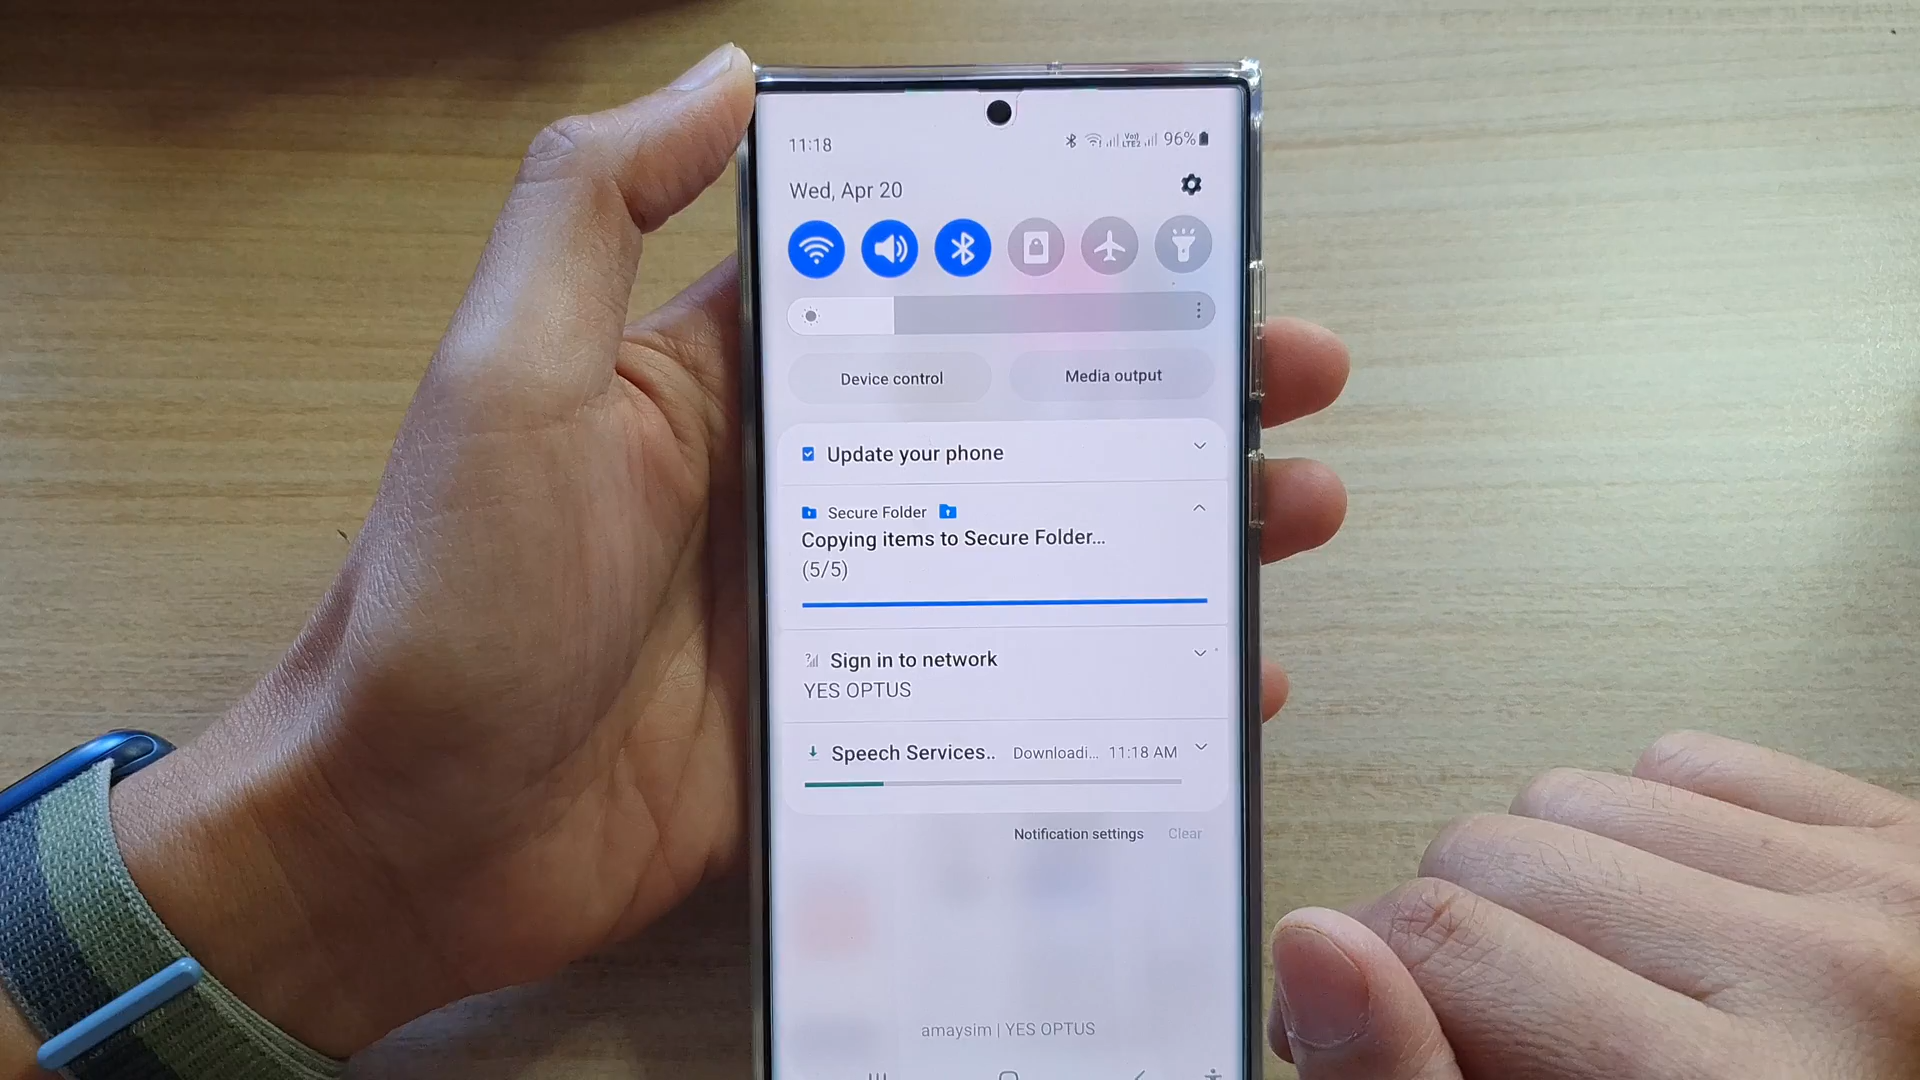 11:18 Vo) LTE2 96%
Wed, Apr 20
Device control Media output
Update your phone
Secure Folder
Copying items to Secure Folder...
(5/5)
Sign in to network
YES OPTUS
Speech Services.. Downloadi... 11:18 AM
Notification settings Clear
amaysim | YES OPTUS